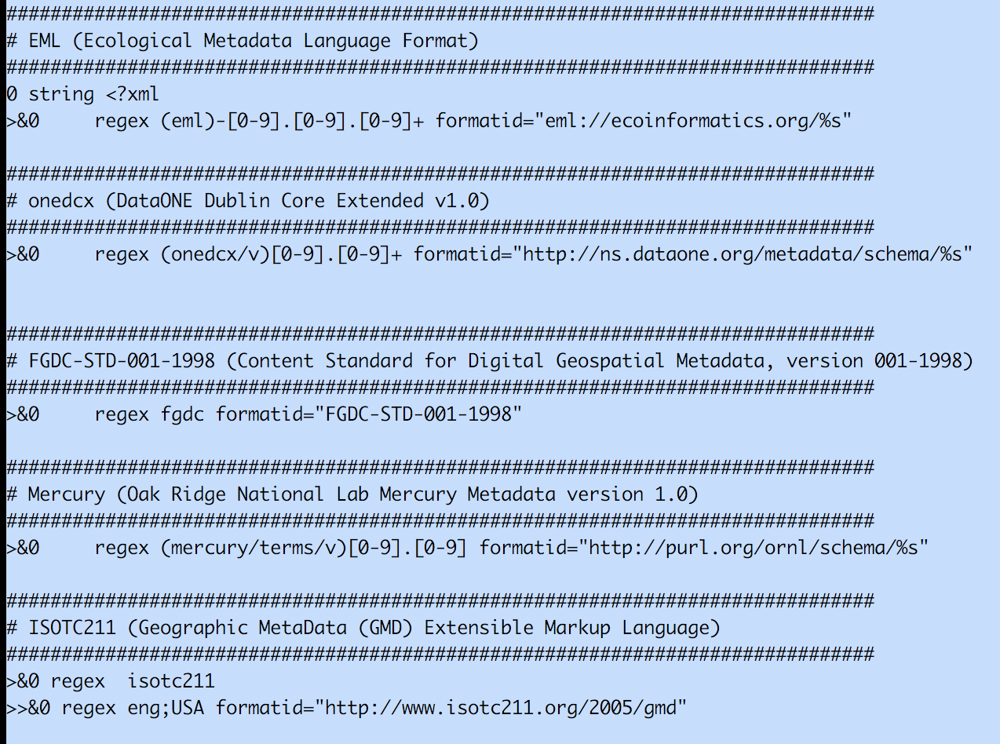 ###############################################################################
# EML (Ecological Metadata Language Format)
###############################################################################
0 string <?xml
>&0     regex (eml)-[0-9].[0-9].[0-9]+ formatid="eml://ecoinformatics.org/%s"
###############################################################################
# onedcx (DataONE Dublin Core Extended v1.0)
###############################################################################
>&0     regex (onedcx/v)[0-9].[0-9]+ formatid="http://ns.dataone.org/metadata/schema/%s"
###############################################################################
# FGDC-STD-001-1998 (Content Standard for Digital Geospatial Metadata, version 001-1998)
###############################################################################
>&0     regex fgdc formatid="FGDC-STD-001-1998"
###############################################################################
# Mercury (Oak Ridge National Lab Mercury Metadata version 1.0)
###############################################################################
>&0     regex (mercury/terms/v)[0-9].[0-9] formatid="http://purl.org/ornl/schema/%s"
###############################################################################
# ISOTC211 (Geographic MetaData (GMD) Extensible Markup Language)
###############################################################################
>&0 regex  isotc211
>>&0 regex eng;USA formatid="http://www.isotc211.org/2005/gmd"